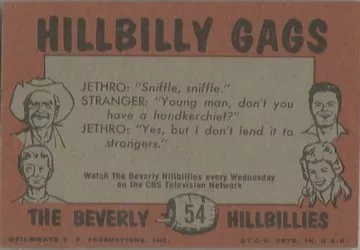 HILLBILLY GAGS
JETHRO: "Sniffle, sniffle."
STRANGER: "Young man, don't you
have a handkerchief?"
JETHRO: "Yes, but I don't lend it to
strangers."
Watch The Beverly Hillbillies every Wednesday
on the CBS Television Network
THE BEVERLY 54 HILLBILLIES
©FILMWAYS T. V. PRODUCTIONS, INC. ©T.C.G. PRTD. IN U.S.A.